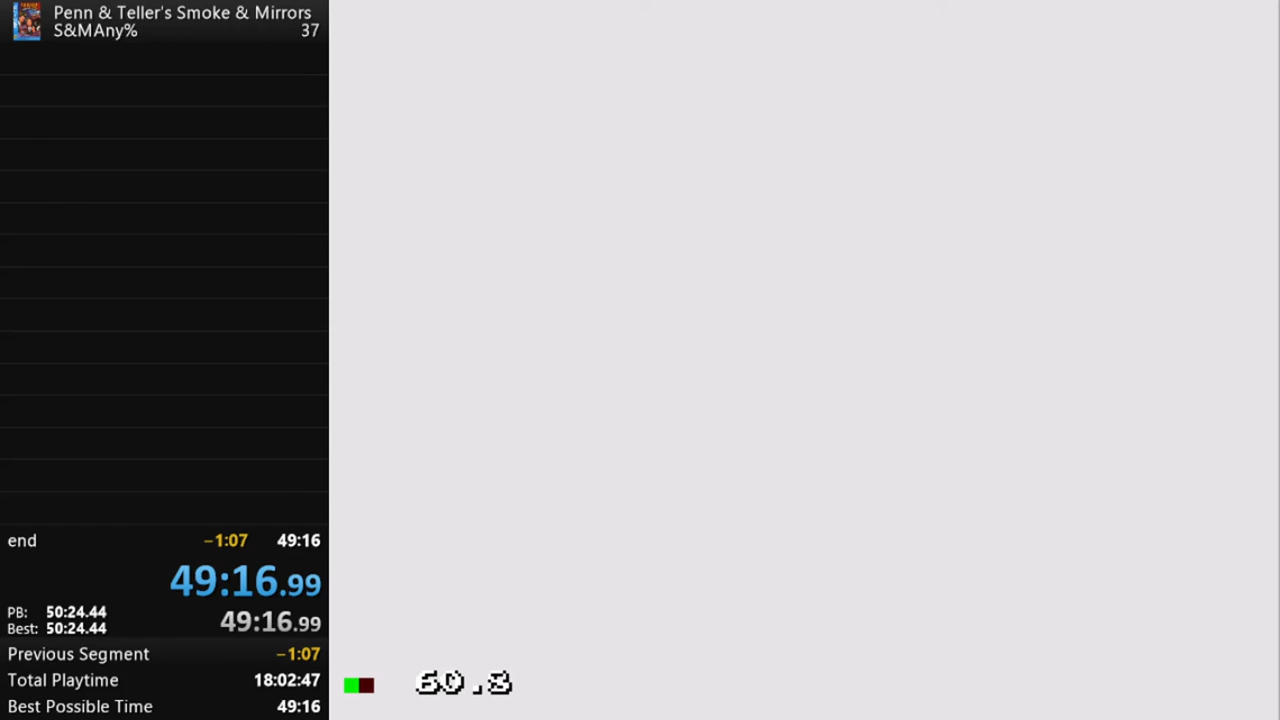 Penn & Teller's Smoke & Mirrors
S&MAny% 37
end −1:07 49:16
49:16.99
PB: 50:24.44
Best: 50:24.44
49:16.99
Previous Segment −1:07
Total Playtime 18:02:47
Best Possible Time 49:16
60.8